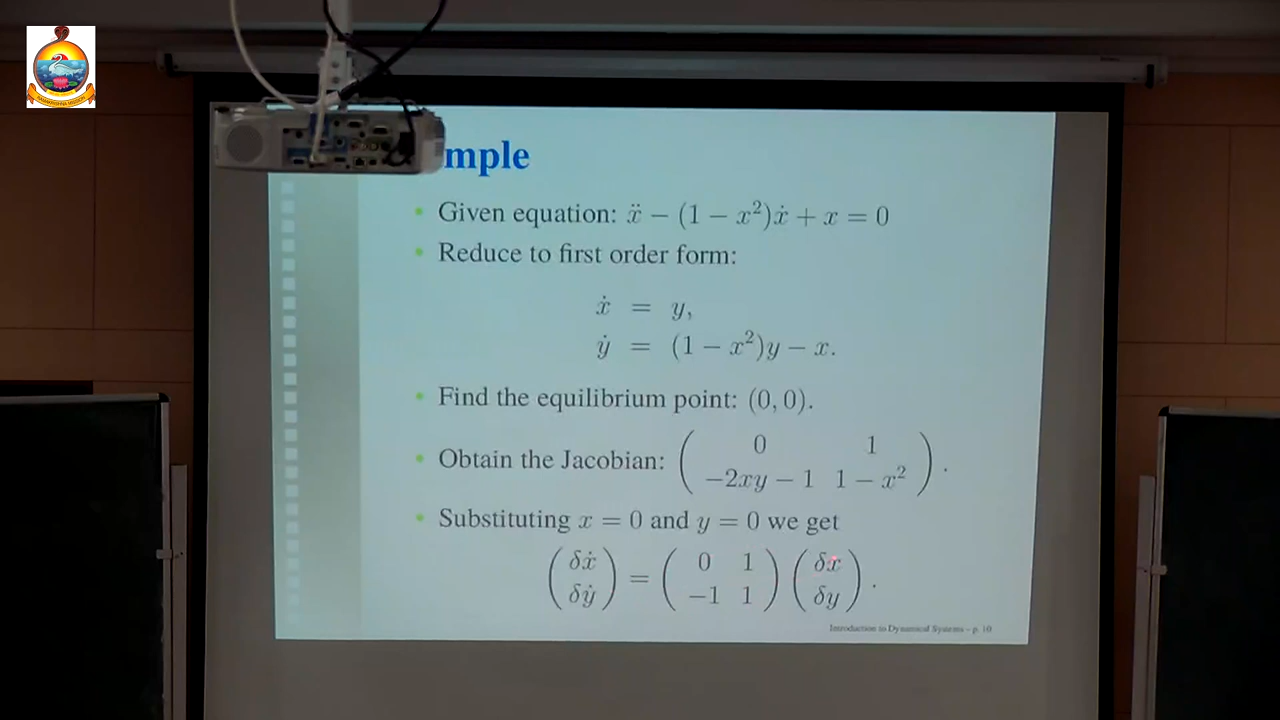 mple
• Given equation: ẍ − (1 − x²)ẋ + x = 0
• Reduce to first order form:
ẋ = y,
ẏ = (1 − x²)y − x.
• Find the equilibrium point: (0, 0).
• Obtain the Jacobian: ( 0 1
−2xy − 1 1 − x² ) .
• Substituting x = 0 and y = 0 we get
( δẋ ) = ( 0 1 ) ( δx )
( δẏ ) ( −1 1 ) ( δy ) .
Introduction to Dynamical Systems – p. 10